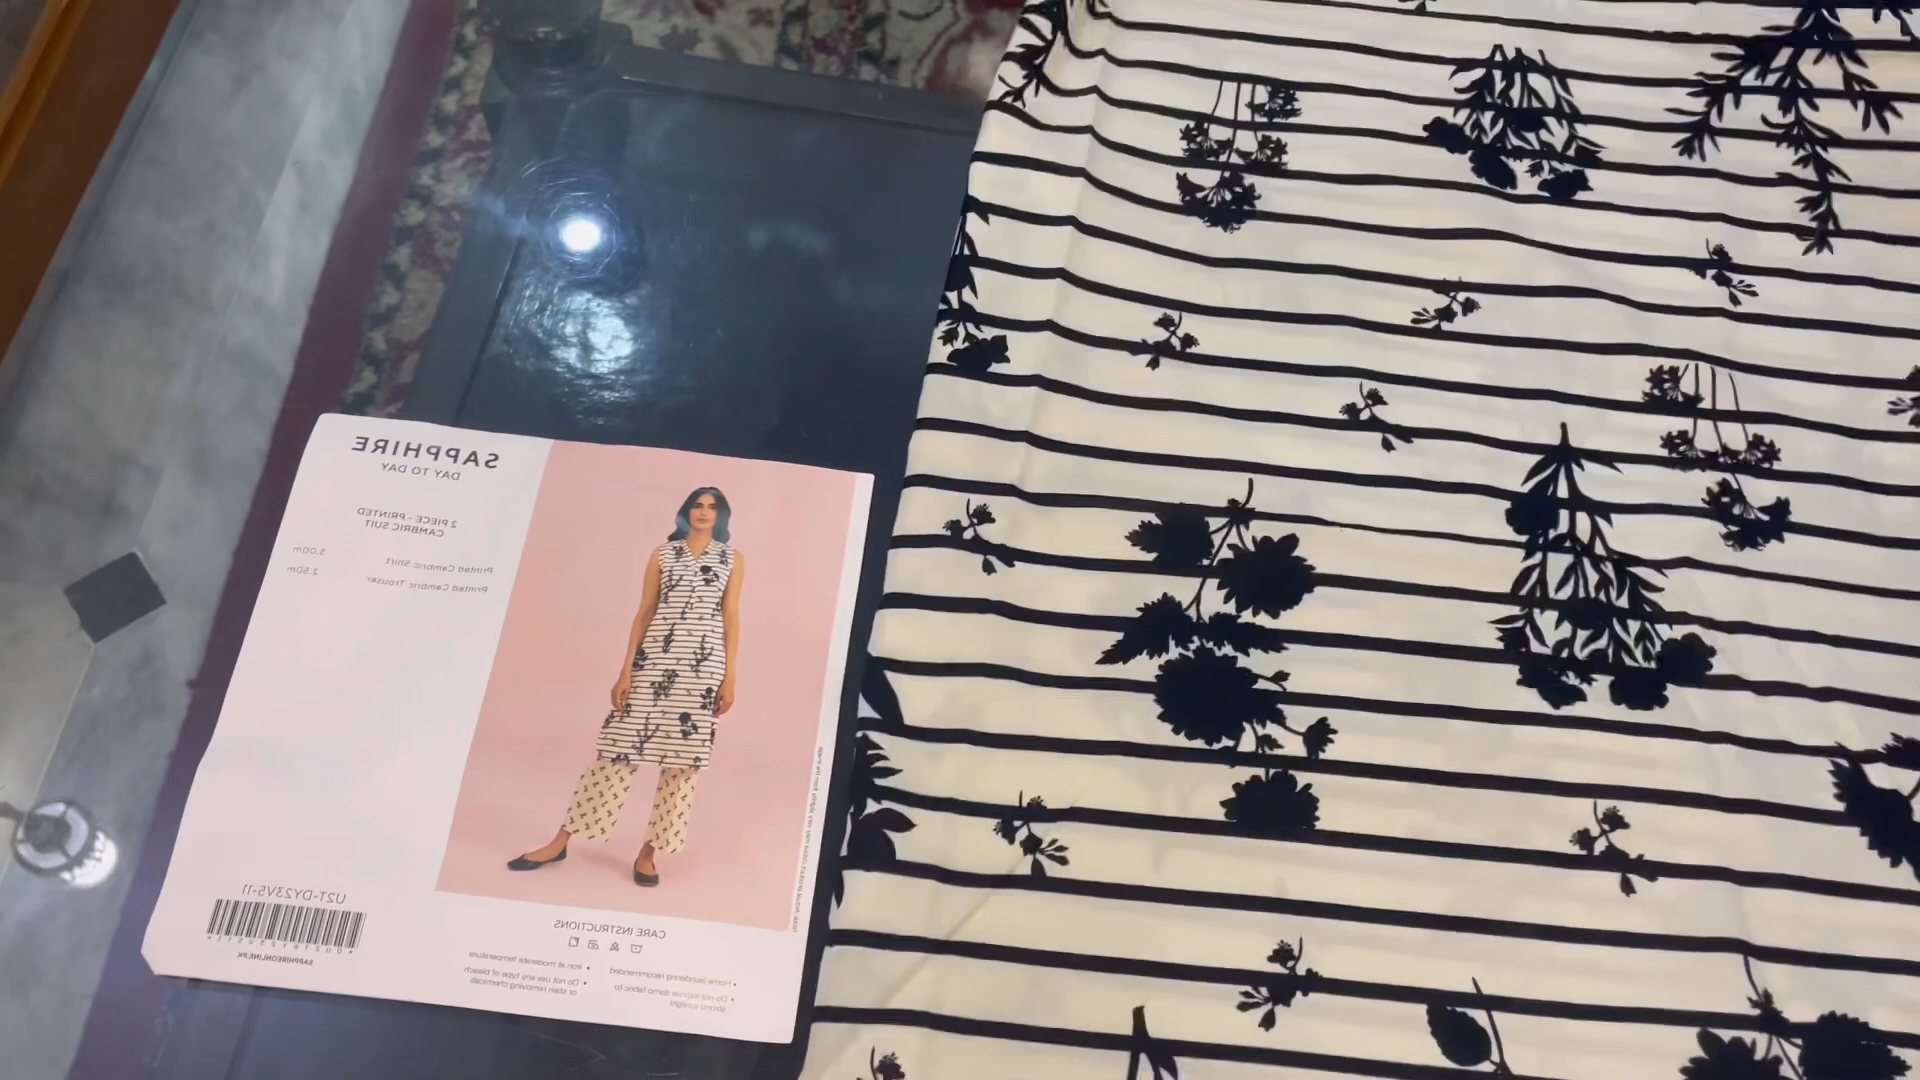 SAPPHIRE
DAY TO DAY
2 PIECE - PRINTED
CAMBRIC SUIT
Printed Cambric Shirt 3.00m
Printed Cambric Trouser 2.50m
U2T-DY23V5-11
SAPPHIREONLINE.PK
CARE INSTRUCTIONS
• Home laundering recommended
• Do not expose damp fabric to
strong sunlight
• Iron at moderate temperature
• Do not use any type of bleach
or stain removing chemicals